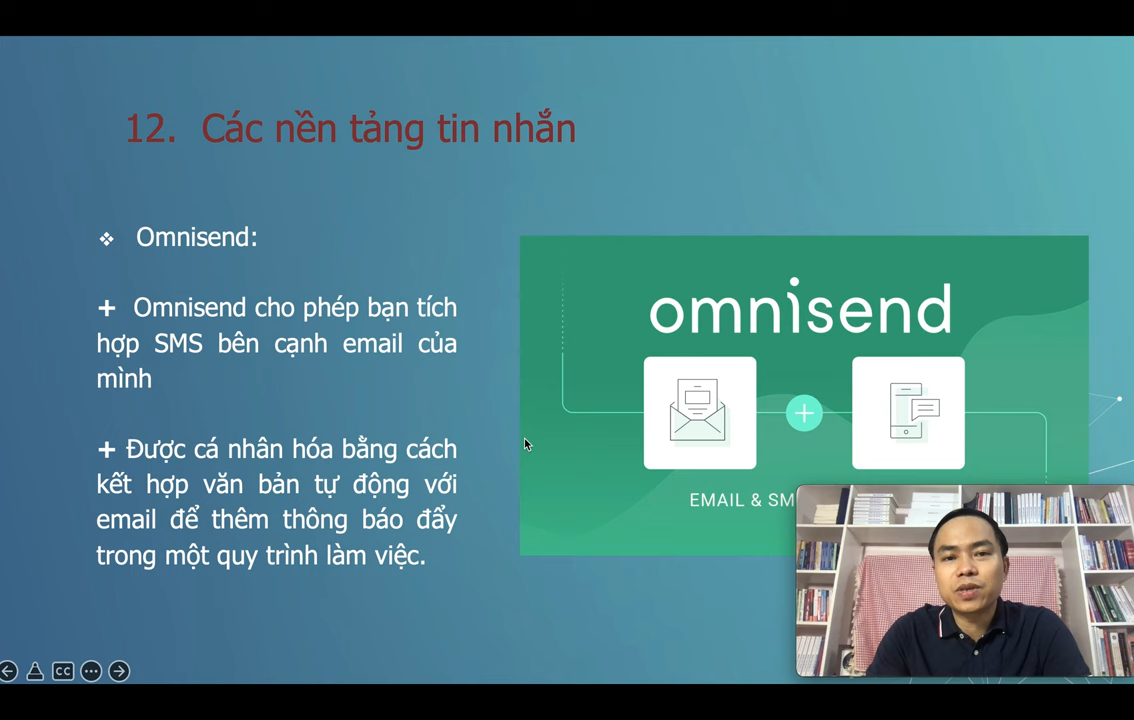 12. Các nền tảng tin nhắn
❖ Omnisend:
+ Omnisend cho phép bạn tích
hợp SMS bên cạnh email của
mình
+ Được cá nhân hóa bằng cách
kết hợp văn bản tự động với
email để thêm thông báo đẩy
trong một quy trình làm việc.
omnisend
EMAIL & SM
CC